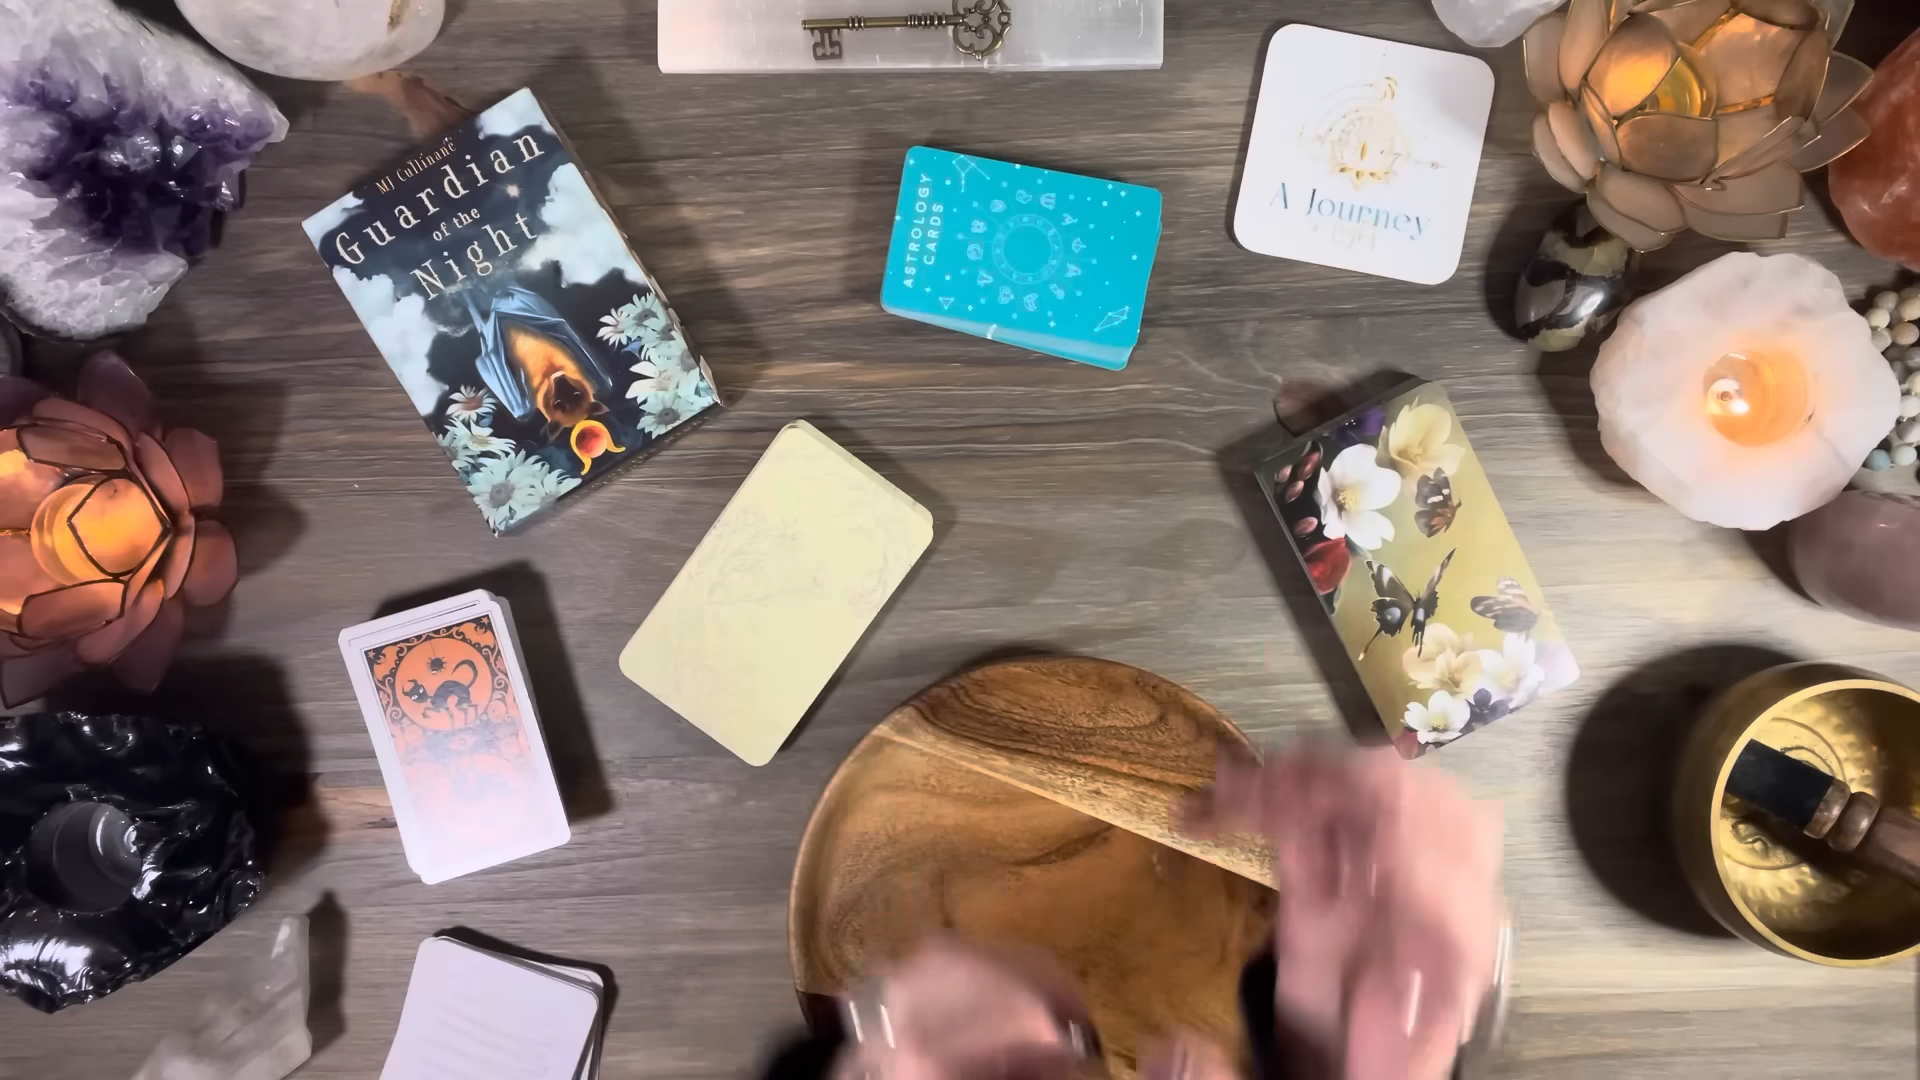 MJ Cullinane
Guardian
of the
Night
ASTROLOGY
CARDS
A Journey